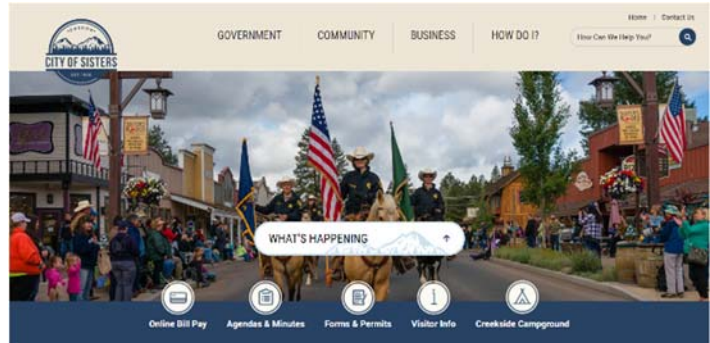 Home | Contact Us
GOVERNMENT COMMUNITY BUSINESS HOW DO I?
How Can We Help You?
CITY OF SISTERS
WHAT'S HAPPENING
Online Bill Pay Agendas & Minutes Forms & Permits Visitor Info Creekside Campground